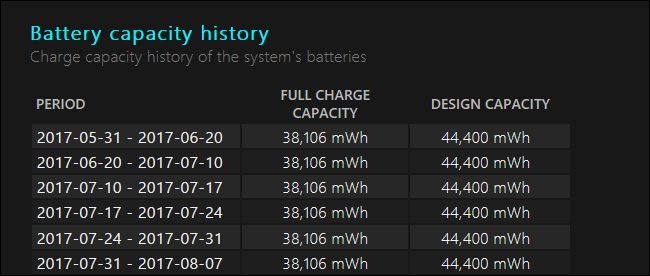 Battery capacity history
Charge capacity history of the system's batteries
PERIOD FULL CHARGE CAPACITY DESIGN CAPACITY
2017-05-31 - 2017-06-20 38,106 mWh 44,400 mWh
2017-06-20 - 2017-07-10 38,106 mWh 44,400 mWh
2017-07-10 - 2017-07-17 38,106 mWh 44,400 mWh
2017-07-17 - 2017-07-24 38,106 mWh 44,400 mWh
2017-07-24 - 2017-07-31 38,106 mWh 44,400 mWh
2017-07-31 - 2017-08-07 38,106 mWh 44,400 mWh